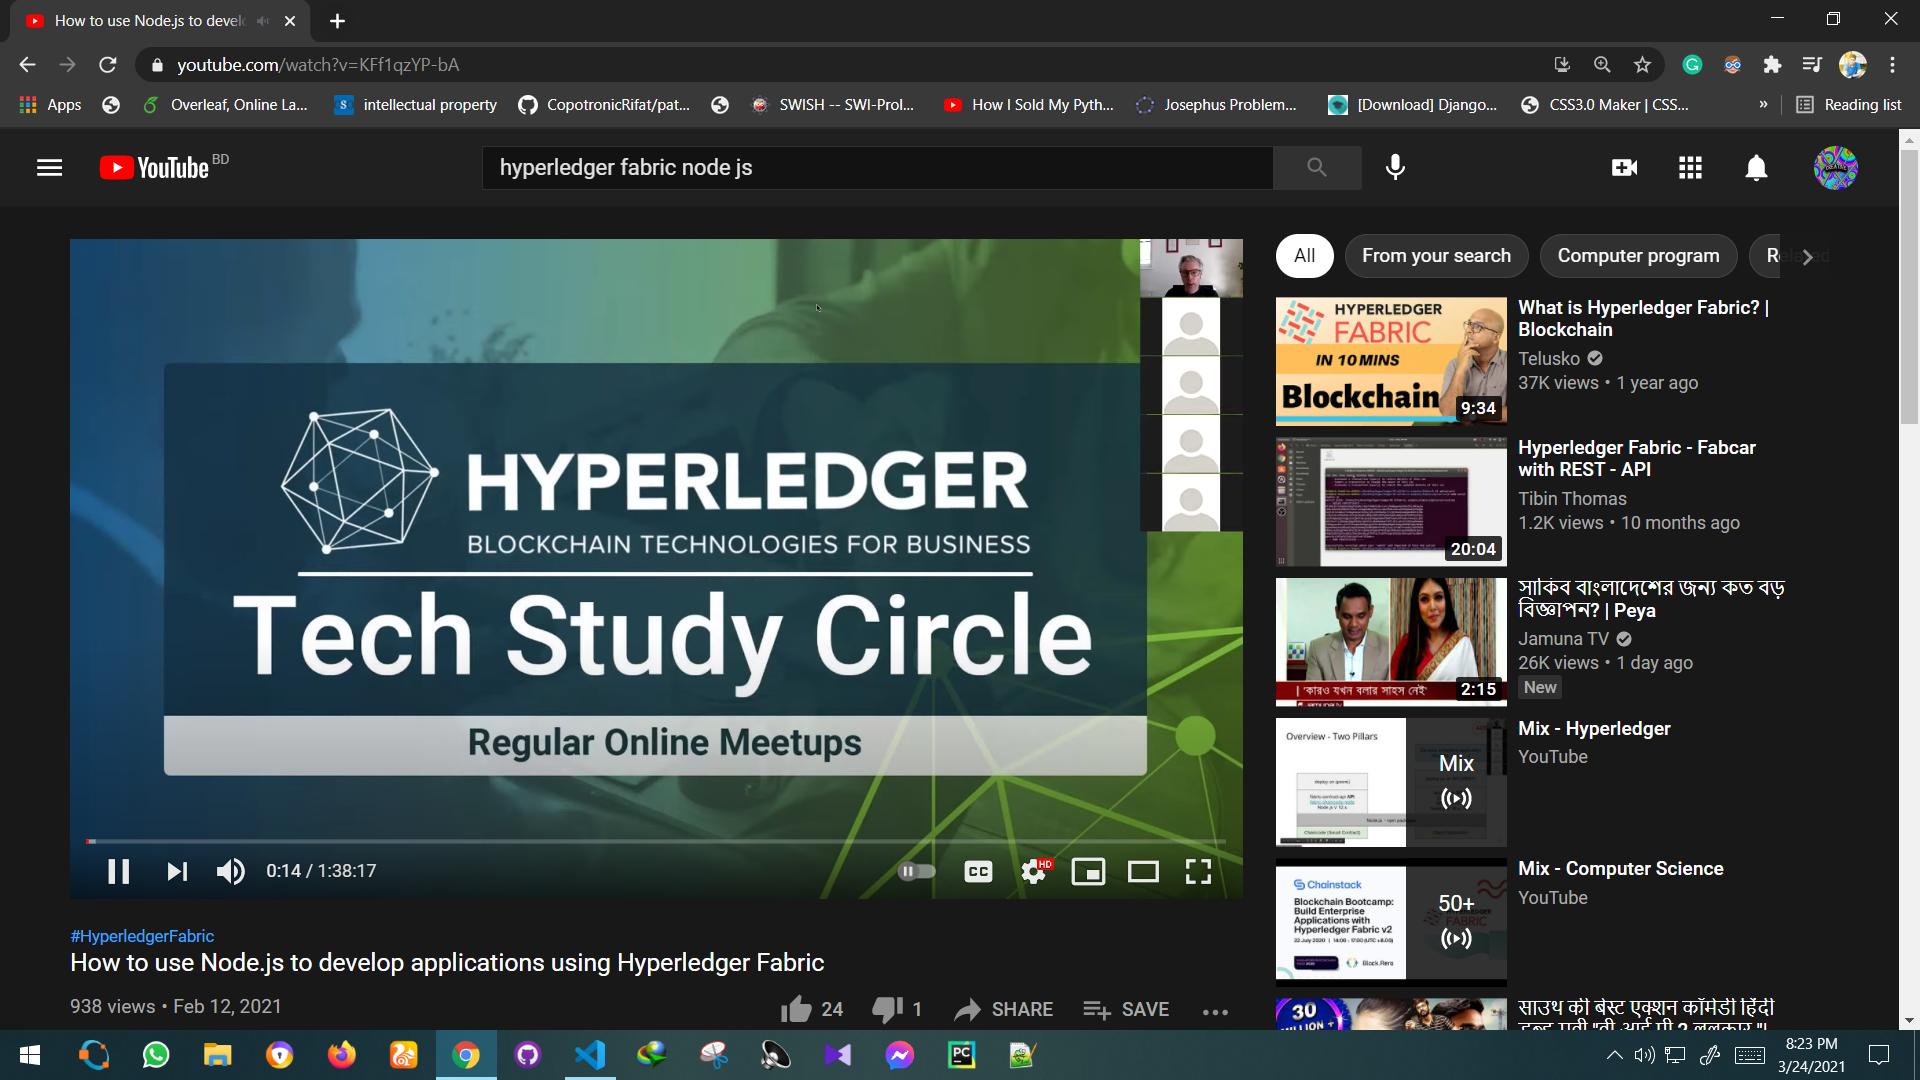 How to use Node.js to devel
youtube.com/watch?v=KFf1qzYP-bA
Apps
Overleaf, Online La...
intellectual property
CopotronicRifat/pat...
SWISH -- SWI-Prol...
How I Sold My Pyth...
Josephus Problem...
[Download] Django...
CSS3.0 Maker | CSS...
»
Reading list
YouTube BD
hyperledger fabric node js
HYPERLEDGER
BLOCKCHAIN TECHNOLOGIES FOR BUSINESS
Tech Study Circle
Regular Online Meetups
0:14 / 1:38:17
CC
HD
#HyperledgerFabric
How to use Node.js to develop applications using Hyperledger Fabric
938 views • Feb 12, 2021
24
1
SHARE
SAVE
All
From your search
Computer program
Related
HYPERLEDGER
FABRIC
IN 10 MINS
Blockchain
9:34
What is Hyperledger Fabric? |
Blockchain
Telusko
37K views • 1 year ago
20:04
Hyperledger Fabric - Fabcar
with REST - API
Tibin Thomas
1.2K views • 10 months ago
'কারও যখন বলার সাহস নেই'
2:15
সাকিব বাংলাদেশের জন্য কত বড়
বিজ্ঞাপন? | Peya
Jamuna TV
26K views • 1 day ago
New
Overview - Two Pillars
Mix
Mix - Hyperledger
YouTube
Chainstack
Blockchain Bootcamp:
Build Enterprise
Applications with
Hyperledger Fabric v2
Block.Aero
50+
Mix - Computer Science
YouTube
30
MILLION +
साउथ की बेस्ट एक्शन कॉमेडी हिंदी
PC
8:23 PM
3/24/2021